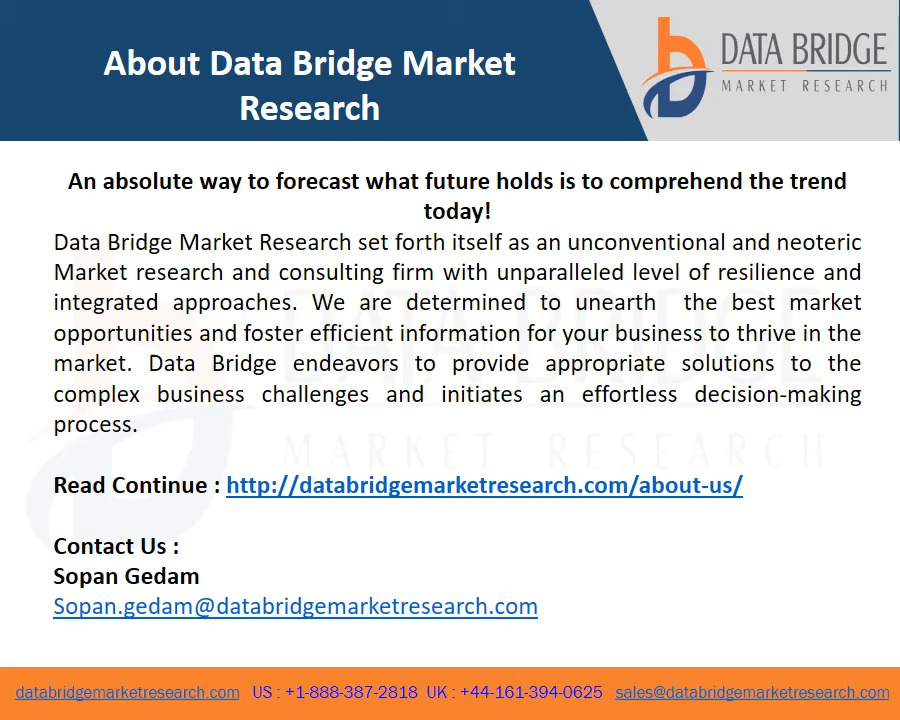 About Data Bridge Market
Research
DATA BRIDGE
MARKET RESEARCH
An absolute way to forecast what future holds is to comprehend the trend
today!
Data Bridge Market Research set forth itself as an unconventional and neoteric
Market research and consulting firm with unparalleled level of resilience and
integrated approaches. We are determined to unearth the best market
opportunities and foster efficient information for your business to thrive in the
market. Data Bridge endeavors to provide appropriate solutions to the
complex business challenges and initiates an effortless decision-making
process.
DATA BRIDGE
MARKET RESEARCH
Read Continue : http://databridgemarketresearch.com/about-us/
Contact Us :
Sopan Gedam
Sopan.gedam@databridgemarketresearch.com
databridgemarketresearch.com US : +1-888-387-2818 UK : +44-161-394-0625 sales@databridgemarketresearch.com